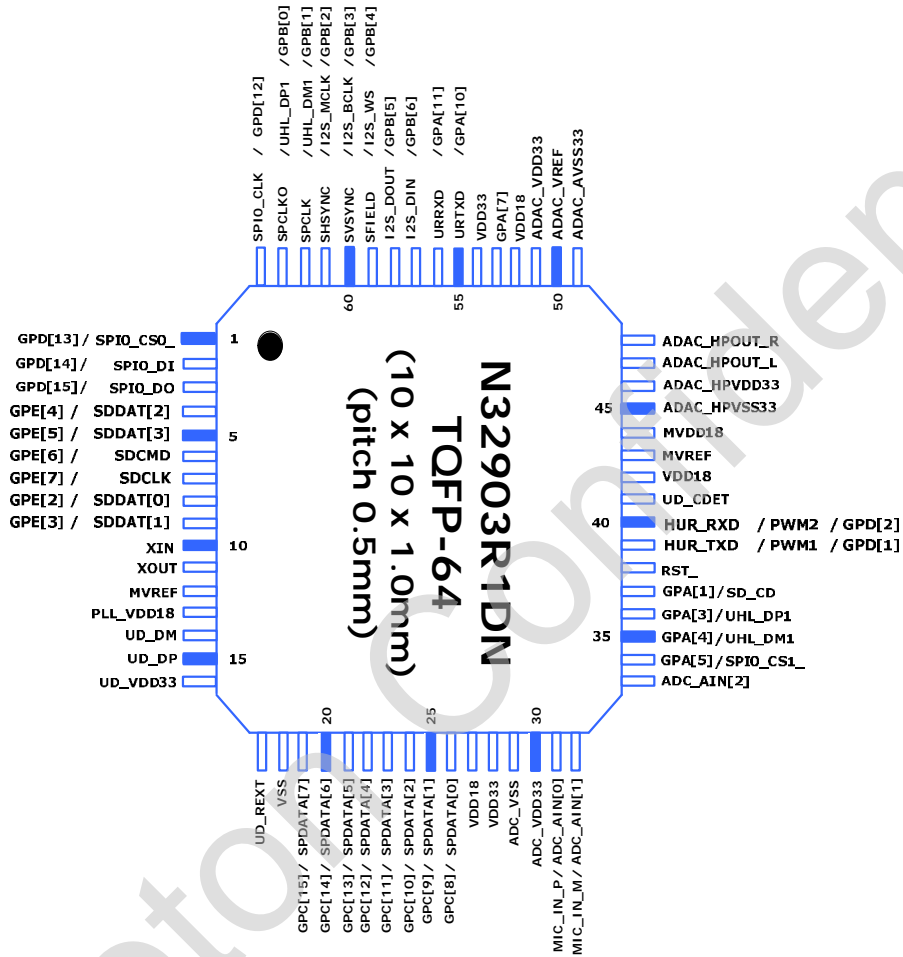 SPI0_CLK / GPD[12]
SPCLKO /UHL_DP1 /GPB[0]
SPCLK /UHL_DM1 /GPB[1]
SHSYNC /I2S_MCLK /GPB[2]
SVSYNC /I2S_BCLK /GPB[3]
SFIELD /I2S_WS /GPB[4]
I2S_DOUT /GPB[5]
I2S_DIN /GPB[6]
URRXD /GPA[11]
URTXD /GPA[10]
VDD33
GPA[7]
VDD18
ADAC_VDD33
ADAC_VREF
ADAC_AVSS33
60
55
50
GPD[13]/ SPI0_CS0_ 1
GPD[14]/ SPI0_DI
GPD[15]/ SPI0_DO
GPE[4] / SDDAT[2]
GPE[5] / SDDAT[3] 5
GPE[6] / SDCMD
GPE[7] / SDCLK
GPE[2] / SDDAT[0]
GPE[3] / SDDAT[1]
XIN 10
XOUT
MVREF
PLL_VDD18
UD_DM
UD_DP 15
UD_VDD33
N32903R1DN
TQFP-64
(10 x 10 x 1.0mm)
(pitch 0.5mm)
ADAC_HPOUT_R
ADAC_HPOUT_L
ADAC_HPVDD33
45 ADAC_HPVSS33
MVDD18
MVREF
VDD18
UD_CDET
40 HUR_RXD / PWM2 / GPD[2]
HUR_TXD / PWM1 / GPD[1]
RST_
GPA[1]/SD_CD
GPA[3]/UHL_DP1
35 GPA[4]/UHL_DM1
GPA[5]/SPI0_CS1_
ADC_AIN[2]
20
25
30
UD_REXT
VSS
GPC[15]/ SPDATA[7]
GPC[14]/ SPDATA[6]
GPC[13]/ SPDATA[5]
GPC[12]/ SPDATA[4]
GPC[11]/ SPDATA[3]
GPC[10]/ SPDATA[2]
GPC[9]/ SPDATA[1]
GPC[8]/ SPDATA[0]
VDD18
VDD33
ADC_VSS
ADC_VDD33
MIC_IN_P/ ADC_AIN[0]
MIC_IN_M/ ADC_AIN[1]
oton Confiden